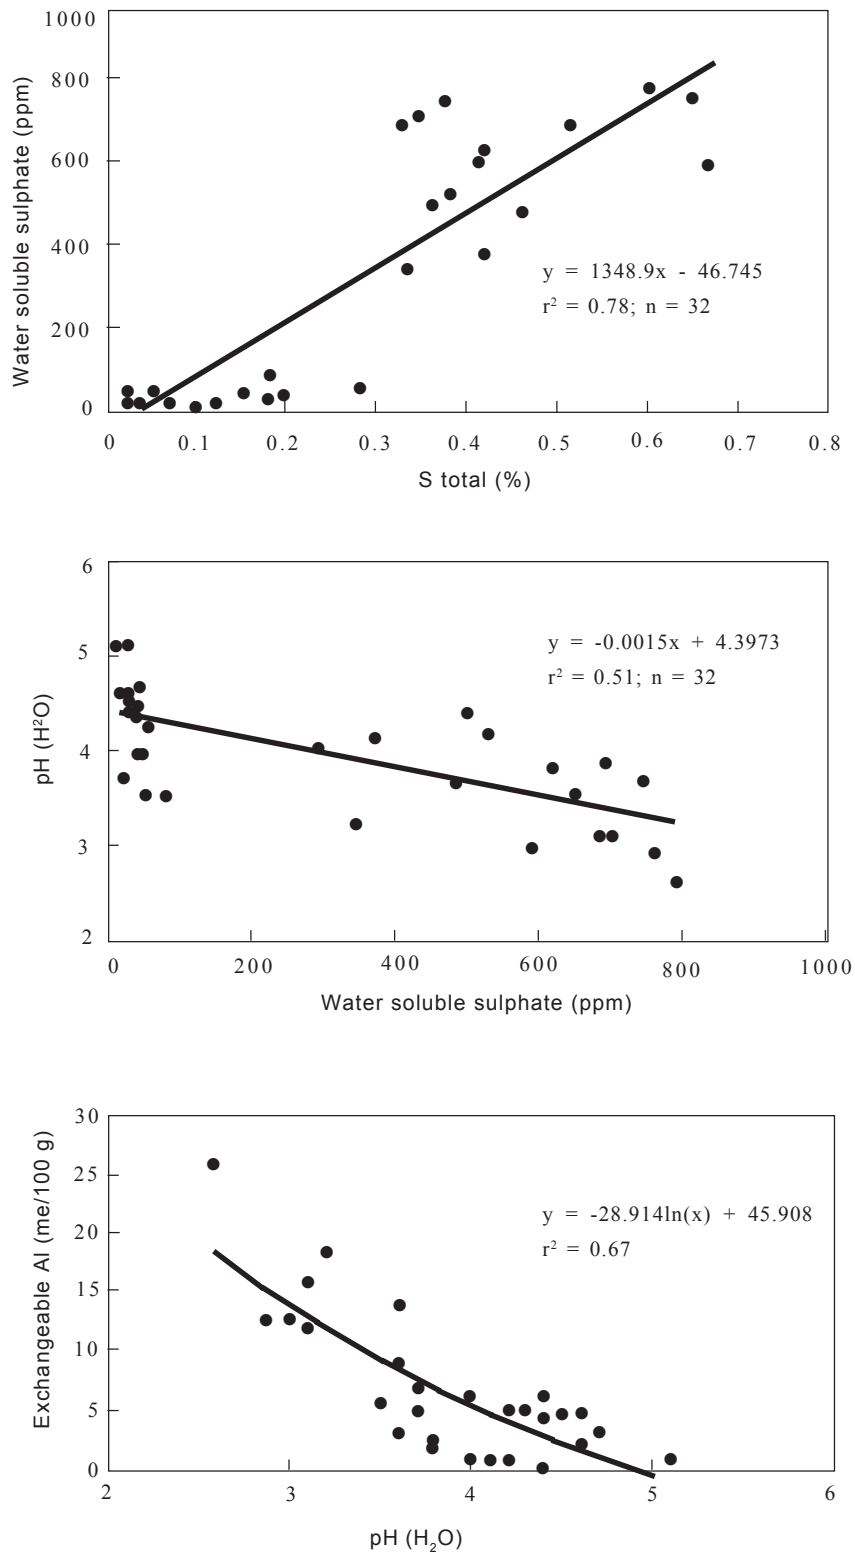 1000
800
600
400
200
0
Water soluble sulphate (ppm)
y = 1348.9x - 46.745
r² = 0.78; n = 32
0 0.1 0.2 0.3 0.4 0.5 0.6 0.7 0.8
S total (%)
6
5
4
3
2
pH (H²O)
y = -0.0015x + 4.3973
r² = 0.51; n = 32
0 200 400 600 800 1000
Water soluble sulphate (ppm)
30
25
20
15
10
5
0
Exchangeable Al (me/100 g)
y = -28.914ln(x) + 45.908
r² = 0.67
2 3 4 5 6
pH (H₂O)